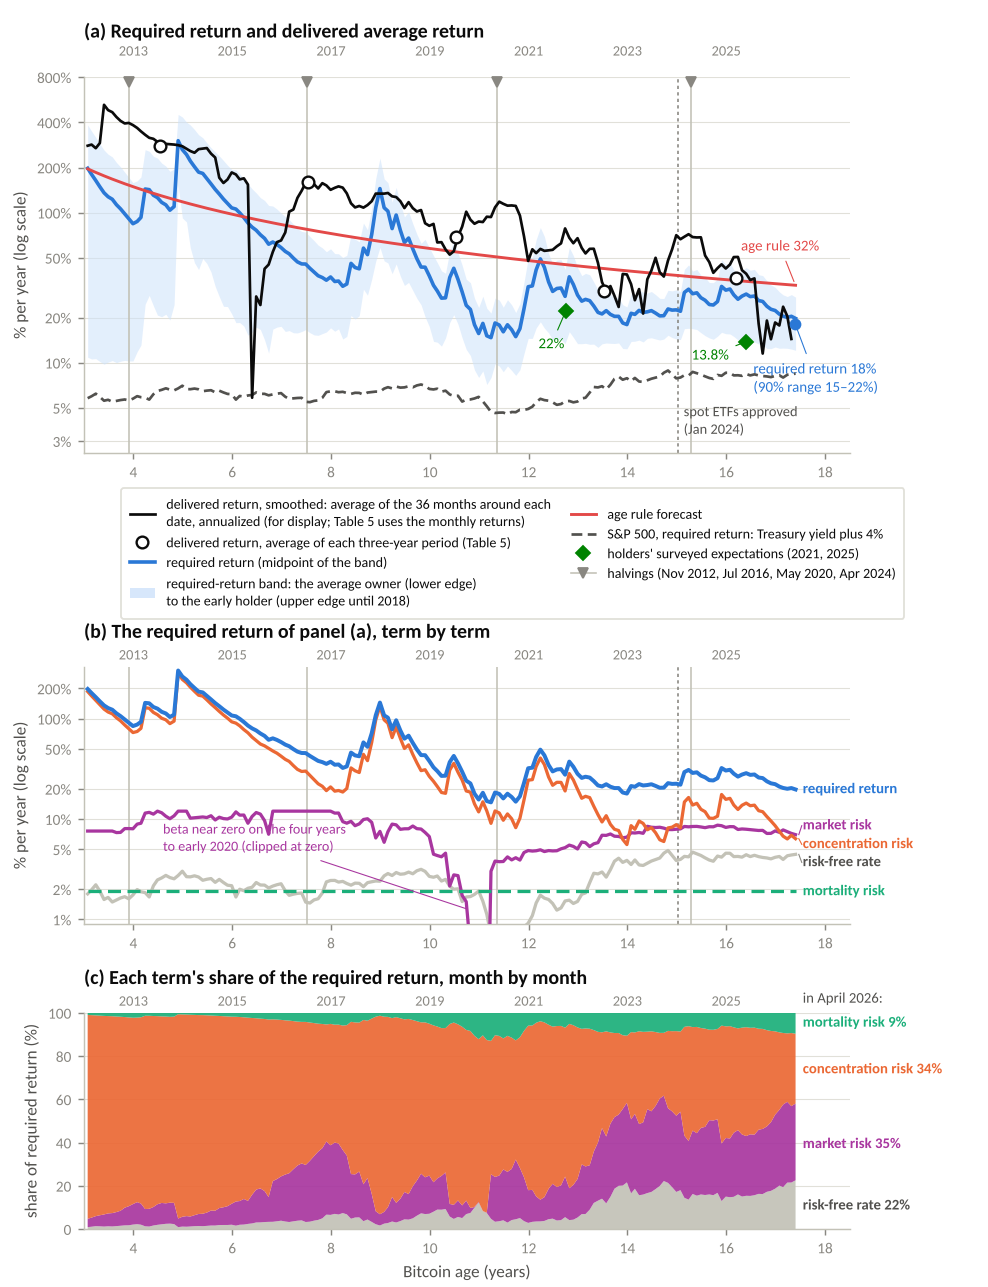 (a) Required return and delivered average return
2013 2015 2017 2019 2021 2023 2025
800%
400%
200%
100%
50%
20%
10%
5%
3%
% per year (log scale)
age rule 32%
22%
13.8%
required return 18%
(90% range 15–22%)
spot ETFs approved
(Jan 2024)
4 6 8 10 12 14 16 18
delivered return, smoothed: average of the 36 months around each
date, annualized (for display; Table 5 uses the monthly returns)
delivered return, average of each three-year period (Table 5)
required return (midpoint of the band)
required-return band: the average owner (lower edge)
to the early holder (upper edge until 2018)
age rule forecast
S&P 500, required return: Treasury yield plus 4%
holders' surveyed expectations (2021, 2025)
halvings (Nov 2012, Jul 2016, May 2020, Apr 2024)
(b) The required return of panel (a), term by term
2013 2015 2017 2019 2021 2023 2025
200%
100%
50%
20%
10%
5%
2%
1%
% per year (log scale)
beta near zero on the four years
to early 2020 (clipped at zero)
required return
market risk
concentration risk
risk-free rate
mortality risk
4 6 8 10 12 14 16 18
(c) Each term's share of the required return, month by month
2013 2015 2017 2019 2021 2023 2025
in April 2026:
100
80
60
40
20
0
share of required return (%)
mortality risk 9%
concentration risk 34%
market risk 35%
risk-free rate 22%
4 6 8 10 12 14 16 18
Bitcoin age (years)